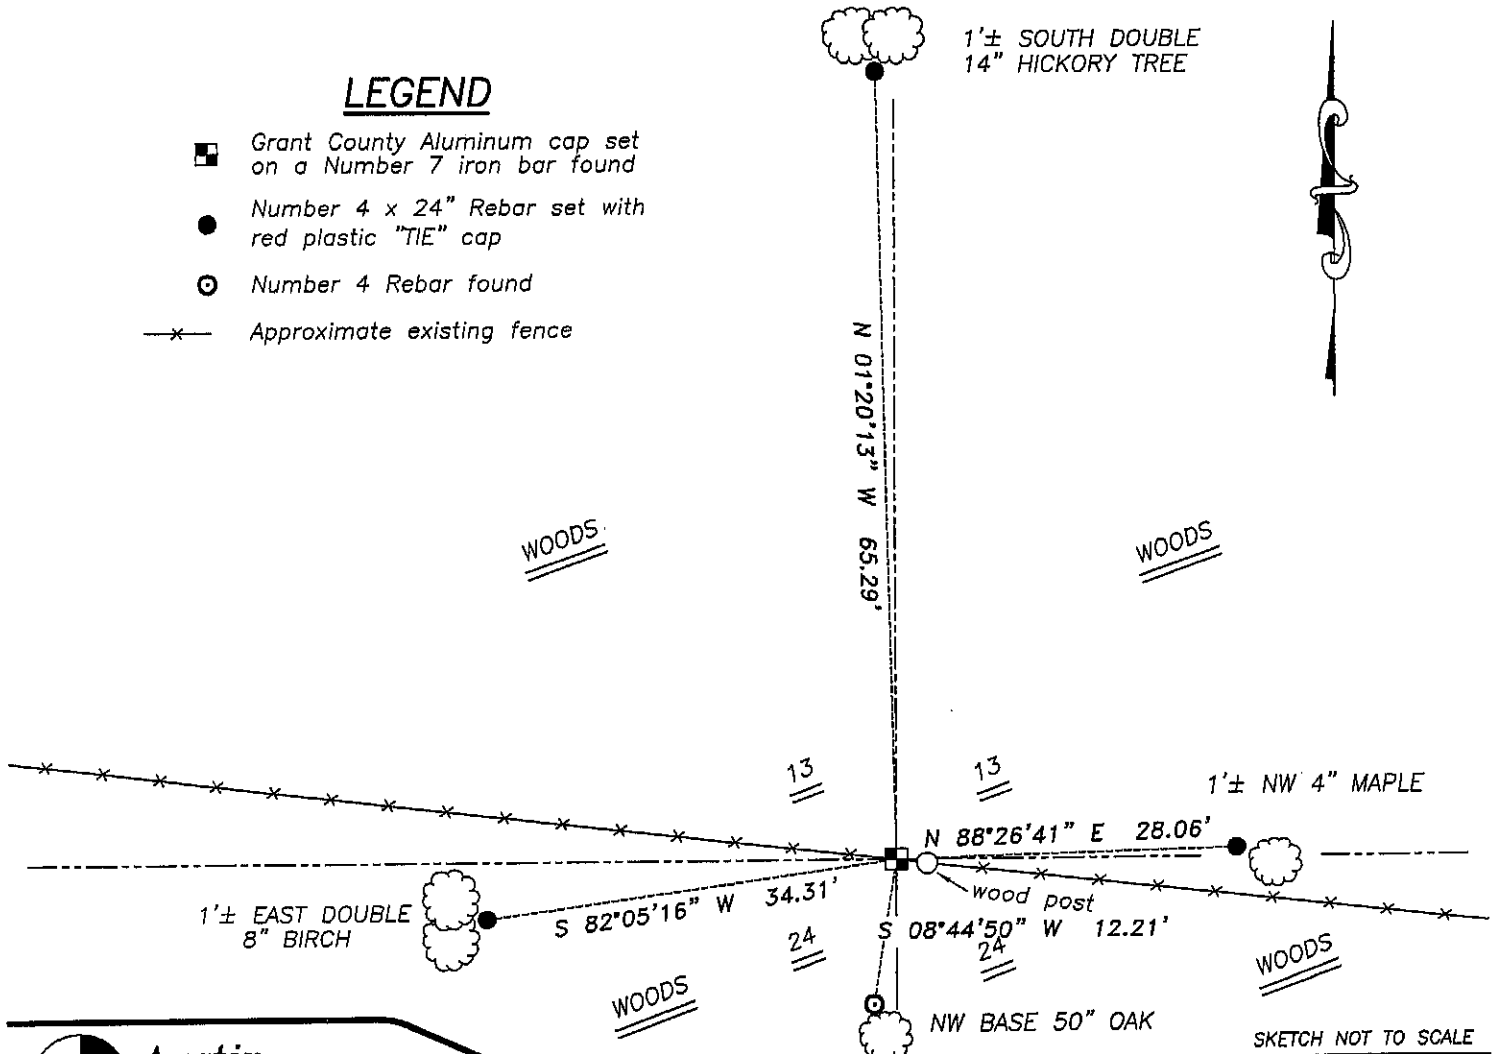 1'± SOUTH DOUBLE
14" HICKORY TREE
LEGEND
Grant County Aluminum cap set
on a Number 7 iron bar found
Number 4 x 24" Rebar set with
red plastic "TIE" cap
Number 4 Rebar found
Approximate existing fence
N 01°20'13" W 65.29'
WOODS
WOODS
13
13
1'± NW 4" MAPLE
N 88°26'41" E 28.06'
wood post
1'± EAST DOUBLE
8" BIRCH
S 82°05'16" W 34.31'
S 08°44'50" W 12.21'
24
24
WOODS
WOODS
NW BASE 50" OAK
SKETCH NOT TO SCALE